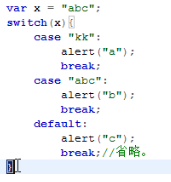 var x = "abc";
switch(x){
    case "kk":
        alert("a");
        break;
    case "abc":
        alert("b");
        break;
    default:
        alert("c");
        break;//省略。
}